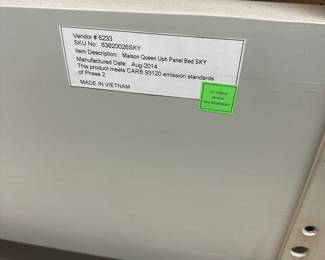 Vendor # 6233
SKU No: 63820026SKY
Item Description: Maison Queen Uph Panel Bed SKY
Manufactured Date: Aug-2014
This product meets CARB 93120 emission standards
of Phase 2
MADE IN VIETNAM